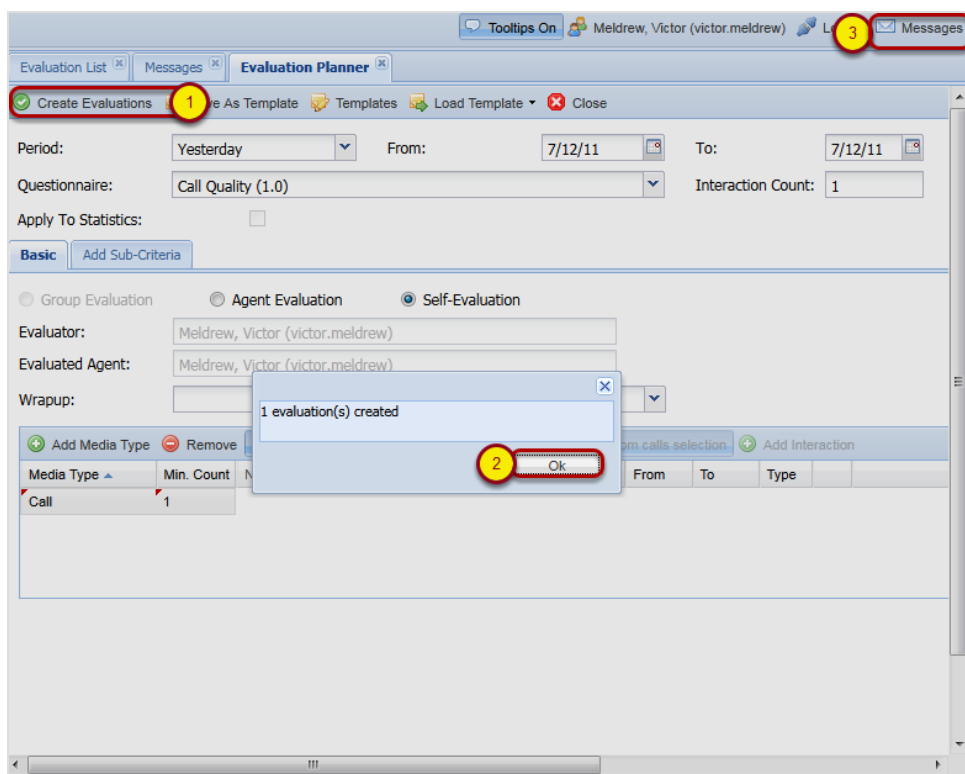 Tooltips On Meldrew, Victor (victor.meldrew) 3 Messages
Evaluation List Messages Evaluation Planner
Create Evaluations 1 As Template Templates Load Template Close
Period: Yesterday From: 7/12/11 To: 7/12/11
Questionnaire: Call Quality (1.0) Interaction Count: 1
Apply To Statistics:
Basic Add Sub-Criteria
Group Evaluation Agent Evaluation Self-Evaluation
Evaluator: Meldrew, Victor (victor.meldrew)
Evaluated Agent: Meldrew, Victor (victor.meldrew)
Wrapup:
1 evaluation(s) created
Add Media Type Remove calls selection Add Interaction
2 Ok
Media Type Min. Count From To Type
Call 1